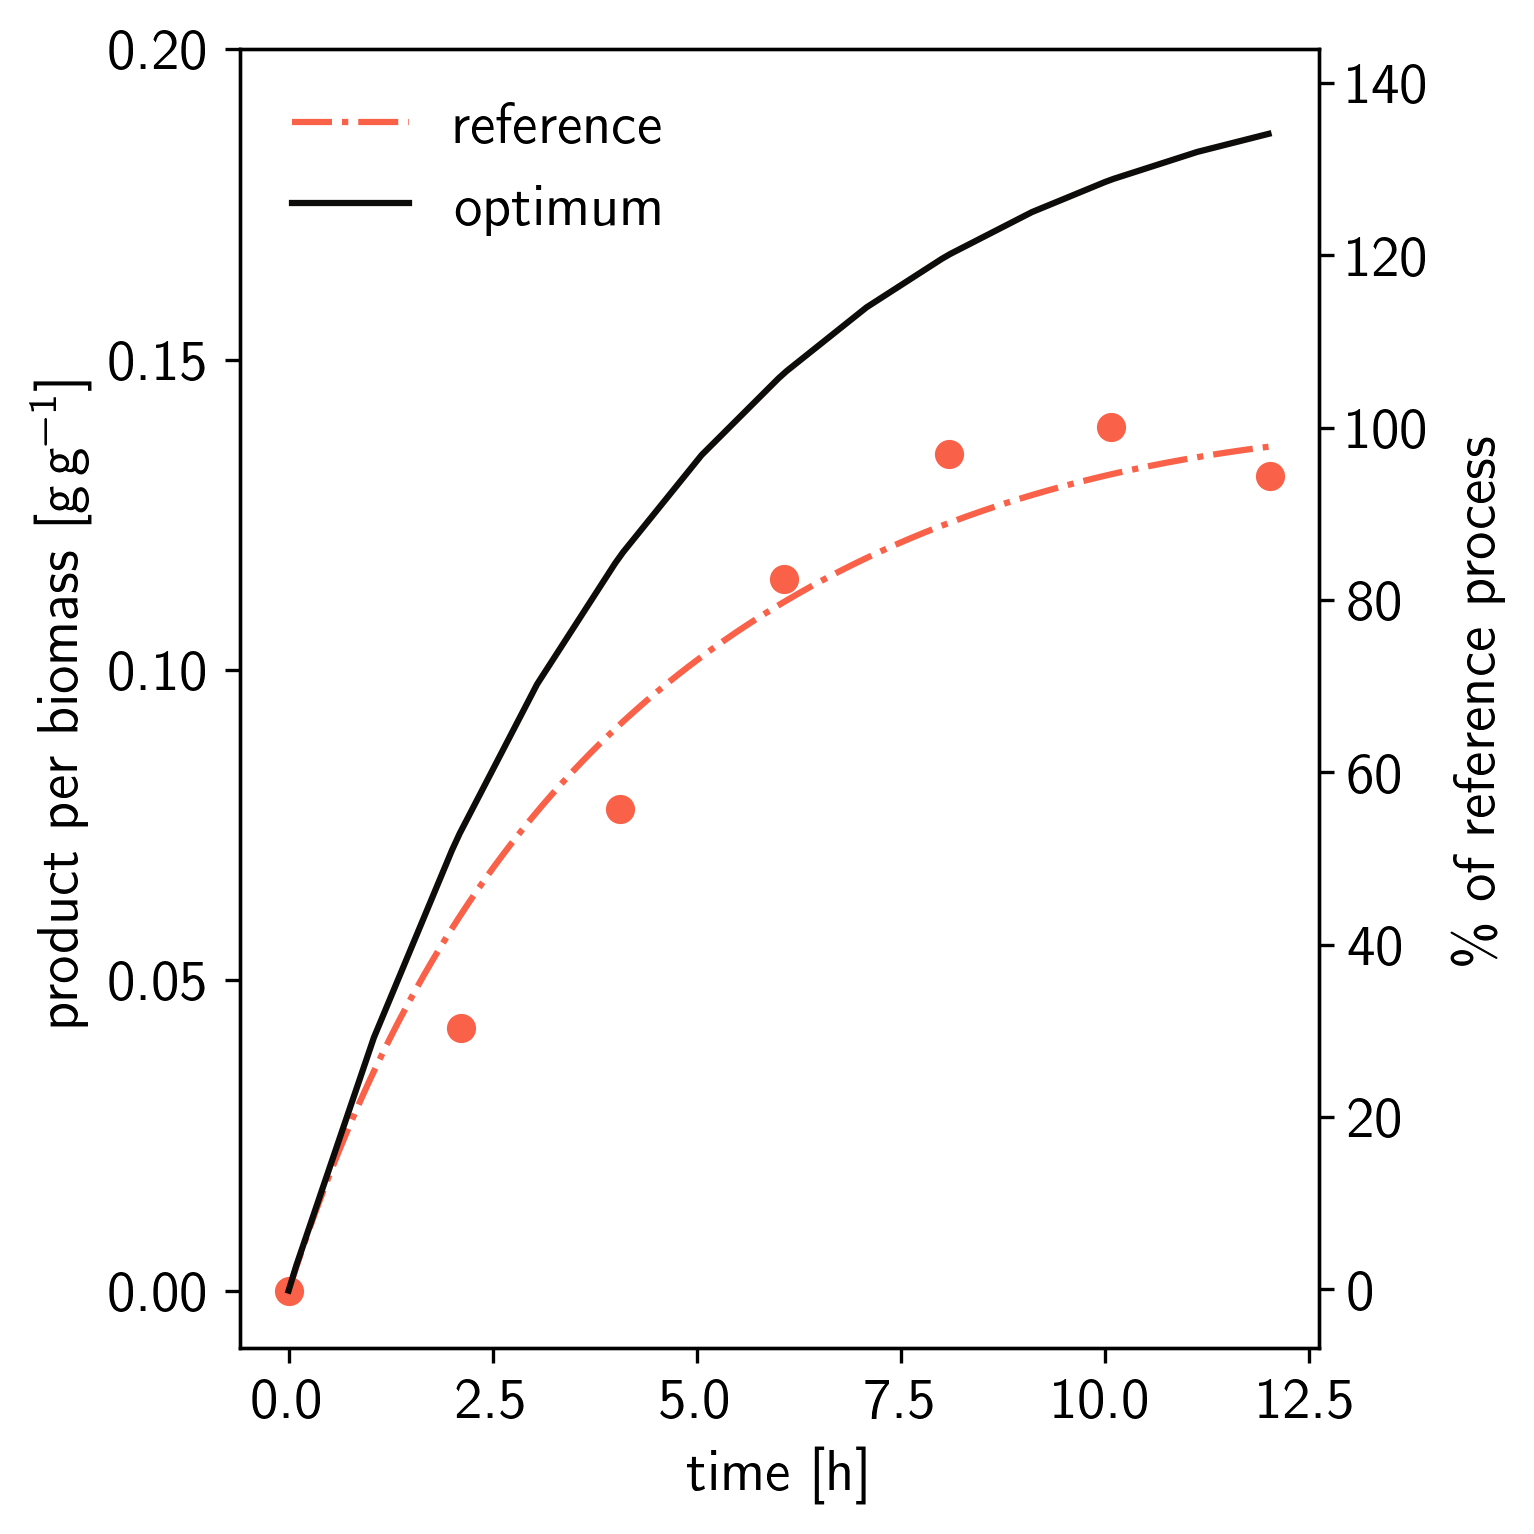 0.20
0.15
0.10
0.05
0.00
product per biomass [g g⁻¹]
reference
optimum
140
120
100
80
60
40
20
0
% of reference process
0.0 2.5 5.0 7.5 10.0 12.5
time [h]